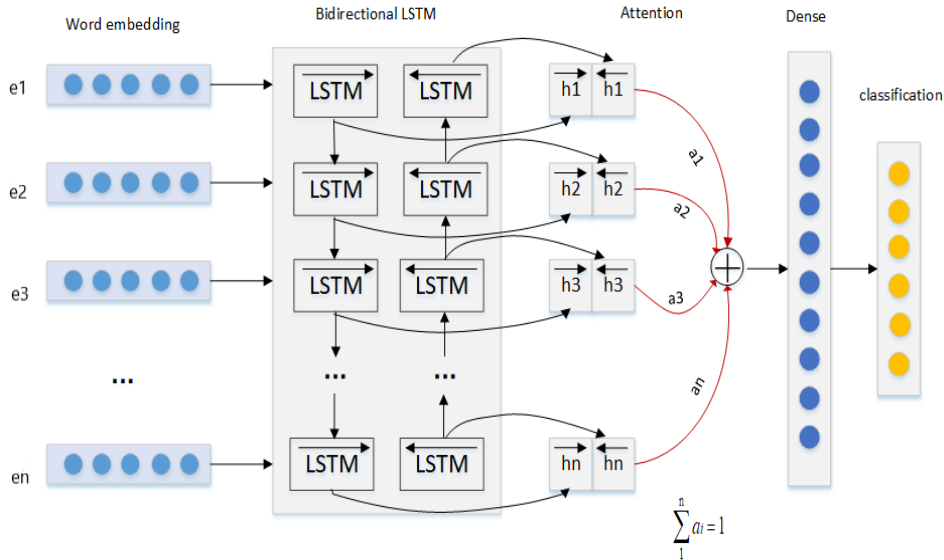 Word embedding
Bidirectional LSTM
Attention
Dense
classification
e1
LSTM
LSTM
h1
h1
a1
e2
LSTM
LSTM
h2
h2
a2
e3
LSTM
LSTM
h3
h3
a3
...
...
...
an
en
LSTM
LSTM
hn
hn
n
∑ai=1
1